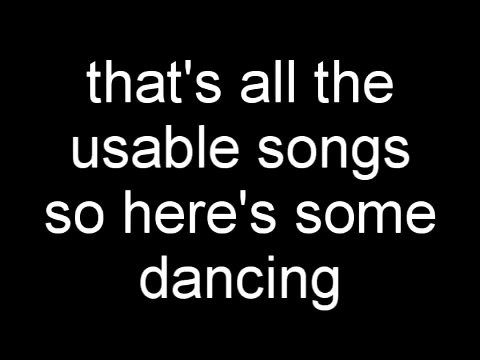 that's all the
usable songs
so here's some
dancing